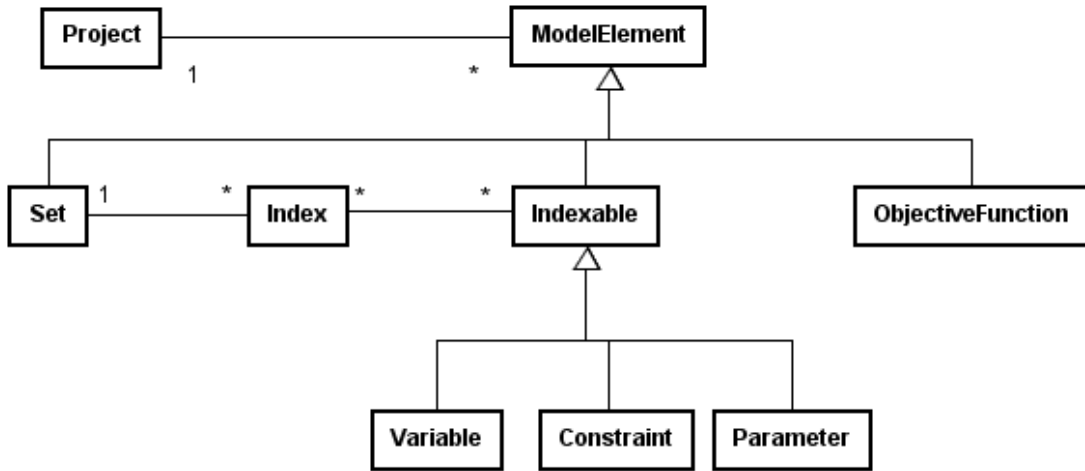 Project
ModelElement
1
*
Set
1
*
Index
*
*
Indexable
ObjectiveFunction
Variable
Constraint
Parameter